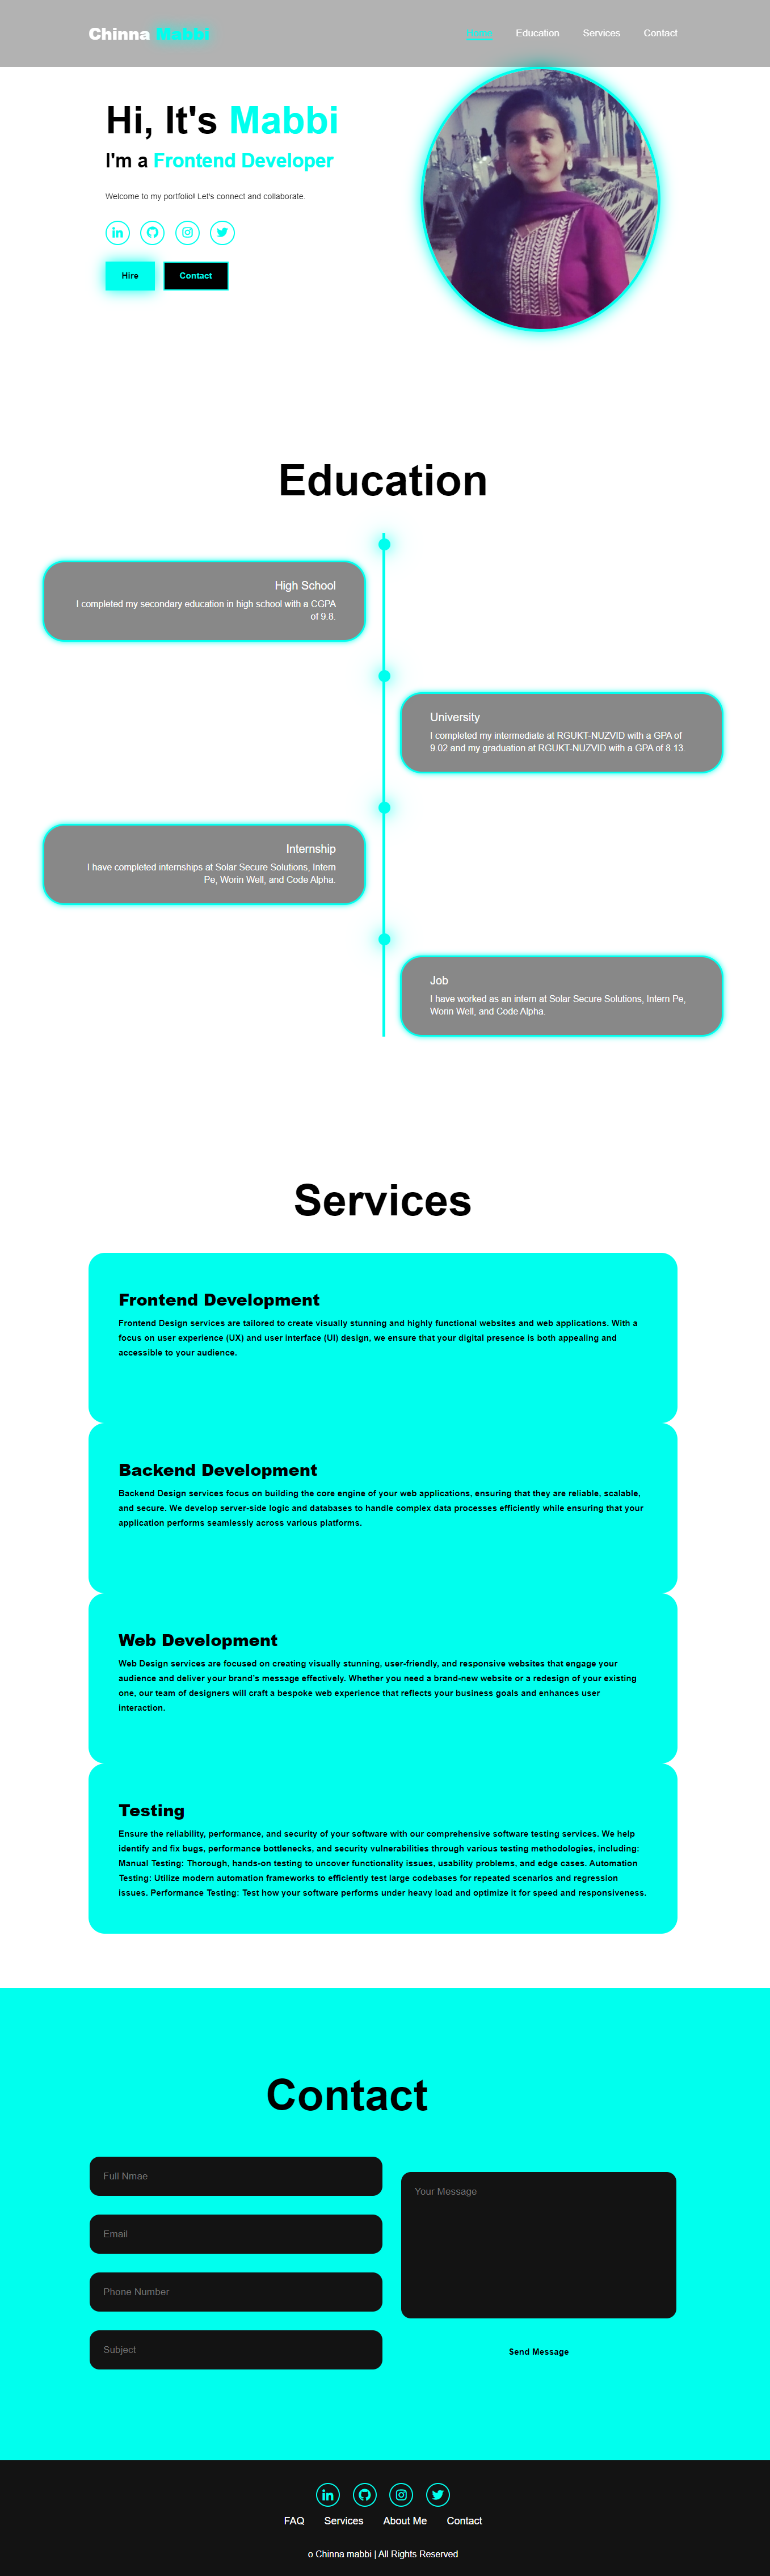 Chinna Mabbi
Home Education Services Contact
Hi, It's Mabbi
I'm a Frontend Developer
Welcome to my portfolio! Let's connect and collaborate.
Hire Contact
Education
High School
I completed my secondary education in high school with a CGPA
of 9.8.
University
I completed my intermediate at RGUKT-NUZVID with a GPA of
9.02 and my graduation at RGUKT-NUZVID with a GPA of 8.13.
Internship
I have completed internships at Solar Secure Solutions, Intern
Pe, Worin Well, and Code Alpha.
Job
I have worked as an intern at Solar Secure Solutions, Intern Pe,
Worin Well, and Code Alpha.
Services
Frontend Development
Frontend Design services are tailored to create visually stunning and highly functional websites and web applications. With a
focus on user experience (UX) and user interface (UI) design, we ensure that your digital presence is both appealing and
accessible to your audience.
Backend Development
Backend Design services focus on building the core engine of your web applications, ensuring that they are reliable, scalable,
and secure. We develop server-side logic and databases to handle complex data processes efficiently while ensuring that your
application performs seamlessly across various platforms.
Web Development
Web Design services are focused on creating visually stunning, user-friendly, and responsive websites that engage your
audience and deliver your brand's message effectively. Whether you need a brand-new website or a redesign of your existing
one, our team of designers will craft a bespoke web experience that reflects your business goals and enhances user
interaction.
Testing
Ensure the reliability, performance, and security of your software with our comprehensive software testing services. We help
identify and fix bugs, performance bottlenecks, and security vulnerabilities through various testing methodologies, including:
Manual Testing: Thorough, hands-on testing to uncover functionality issues, usability problems, and edge cases. Automation
Testing: Utilize modern automation frameworks to efficiently test large codebases for repeated scenarios and regression
issues. Performance Testing: Test how your software performs under heavy load and optimize it for speed and responsiveness.
Contact
Full Nmae
Email
Phone Number
Subject
Your Message
Send Message
FAQ Services About Me Contact
o Chinna mabbi | All Rights Reserved